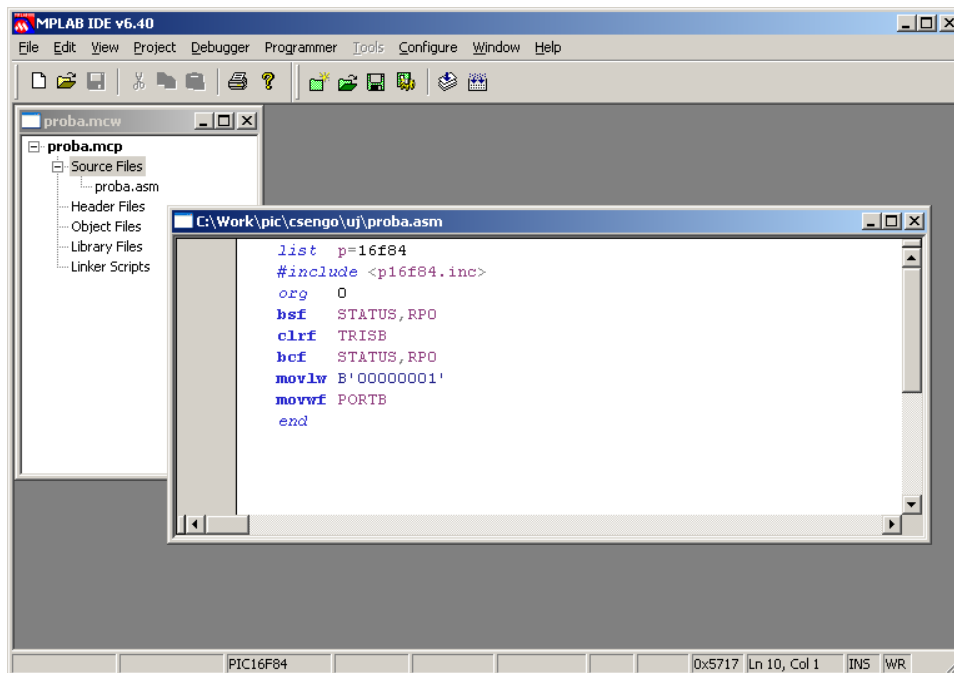 MPLAB IDE v6.40
File Edit View Project Debugger Programmer Tools Configure Window Help
proba.mcw
proba.mcp
Source Files
proba.asm
Header Files
Object Files
Library Files
Linker Scripts
C:\Work\pic\csengo\uj\proba.asm
list p=16f84
#include <p16f84.inc>
org 0
bsf STATUS,RP0
clrf TRISB
bcf STATUS,RP0
movlw B'00000001'
movwf PORTB
end
PIC16F84 0x5717 Ln 10, Col 1 INS WR